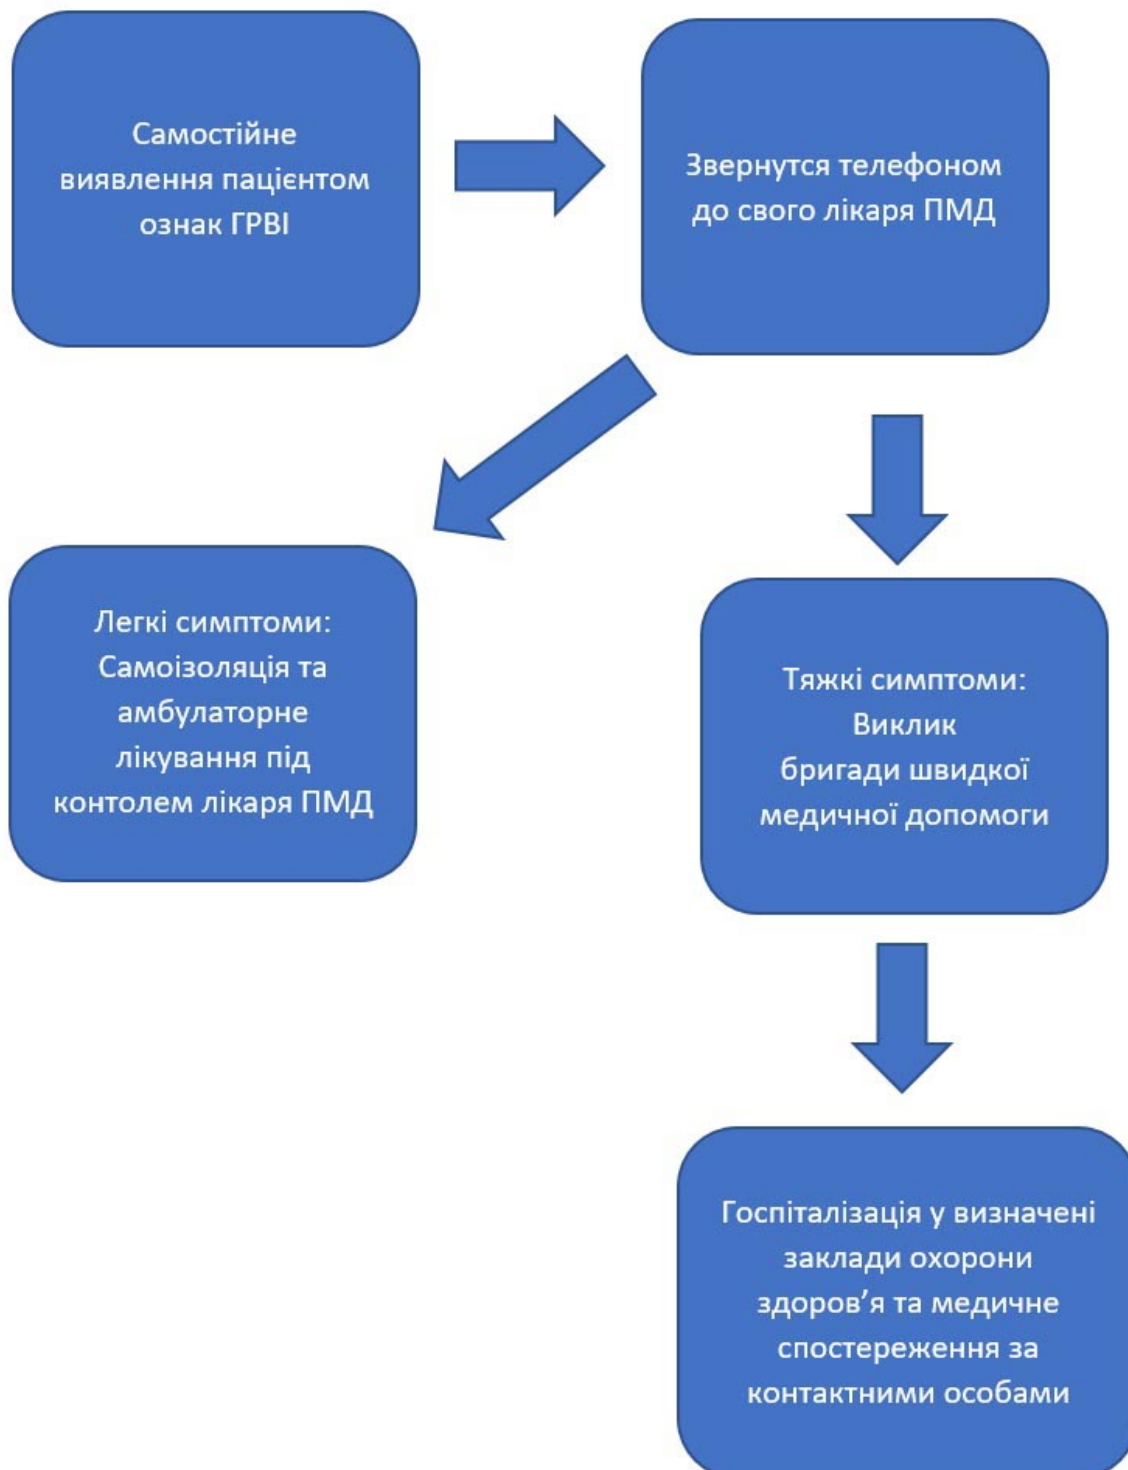 Самостійне
виявлення пацієнтом
ознак ГРВІ
Звернутся телефоном
до свого лікаря ПМД
Легкі симптоми:
Самоізоляція та
амбулаторне
лікування під
контолем лікаря ПМД
Тяжкі симптоми:
Виклик
бригади швидкої
медичної допомоги
Госпіталізація у визначені
заклади охорони
здоров’я та медичне
спостереження за
контактними особами